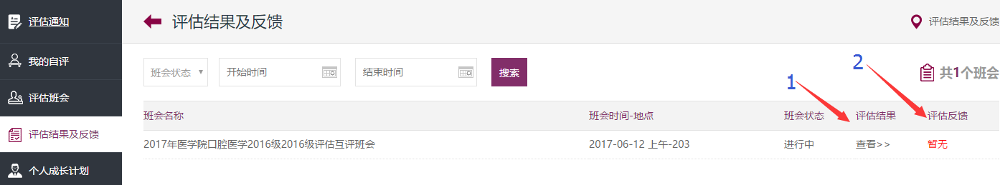 评估通知
我的自评
评估班会
评估结果及反馈
个人成长计划
评估结果及反馈
评估结果及反馈
班会状态 开始时间 结束时间 搜索
共1个班会
1 2
班会名称 班会时间-地点 班会状态 评估结果 评估反馈
2017年医学院口腔医学2016级2016级评估互评班会 2017-06-12 上午-203 进行中 查看>> 暂无